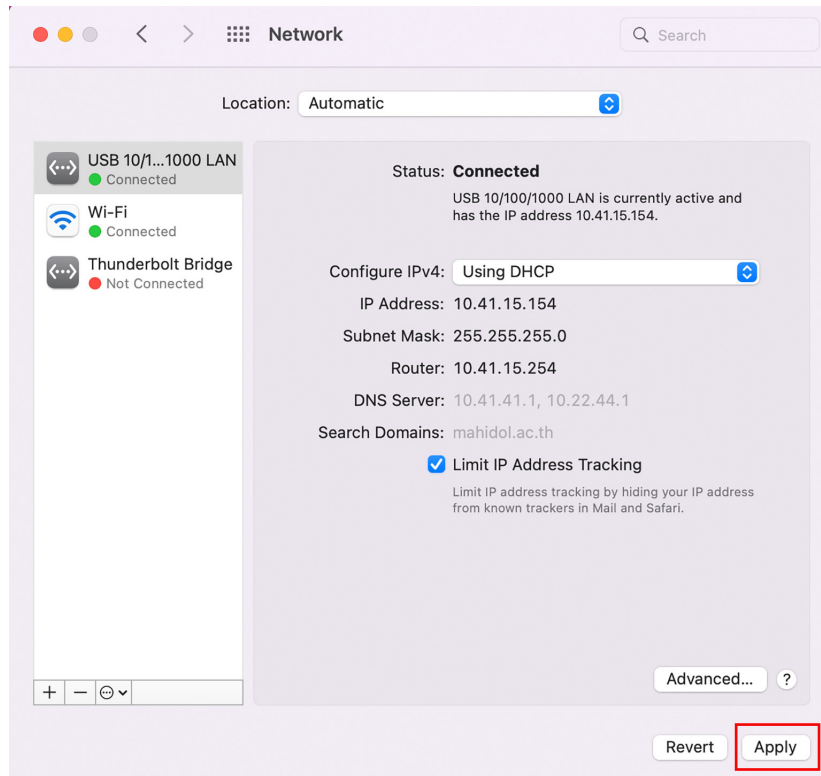 Network
Search
Location: Automatic
USB 10/1...1000 LAN
Connected
Wi-Fi
Connected
Thunderbolt Bridge
Not Connected
Status: Connected
USB 10/100/1000 LAN is currently active and
has the IP address 10.41.15.154.
Configure IPv4: Using DHCP
IP Address: 10.41.15.154
Subnet Mask: 255.255.255.0
Router: 10.41.15.254
DNS Server: 10.41.41.1, 10.22.44.1
Search Domains: mahidol.ac.th
Limit IP Address Tracking
Limit IP address tracking by hiding your IP address
from known trackers in Mail and Safari.
Advanced... ?
Revert Apply